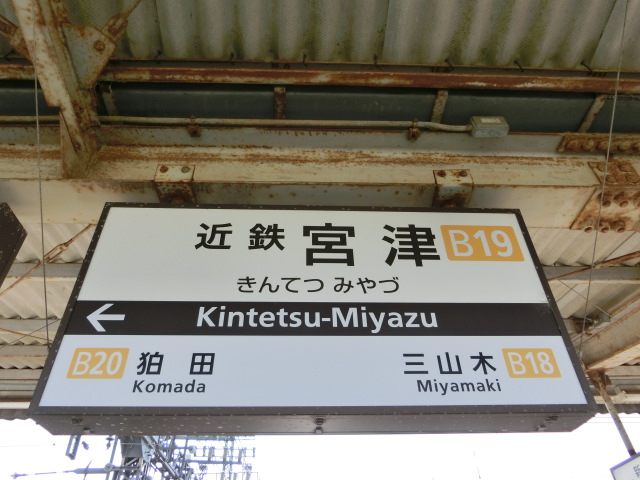 近鉄 宮津 B19
きんてつ みやづ
← Kintetsu-Miyazu
B20 狛田 三山木 B18
Komada Miyamaki